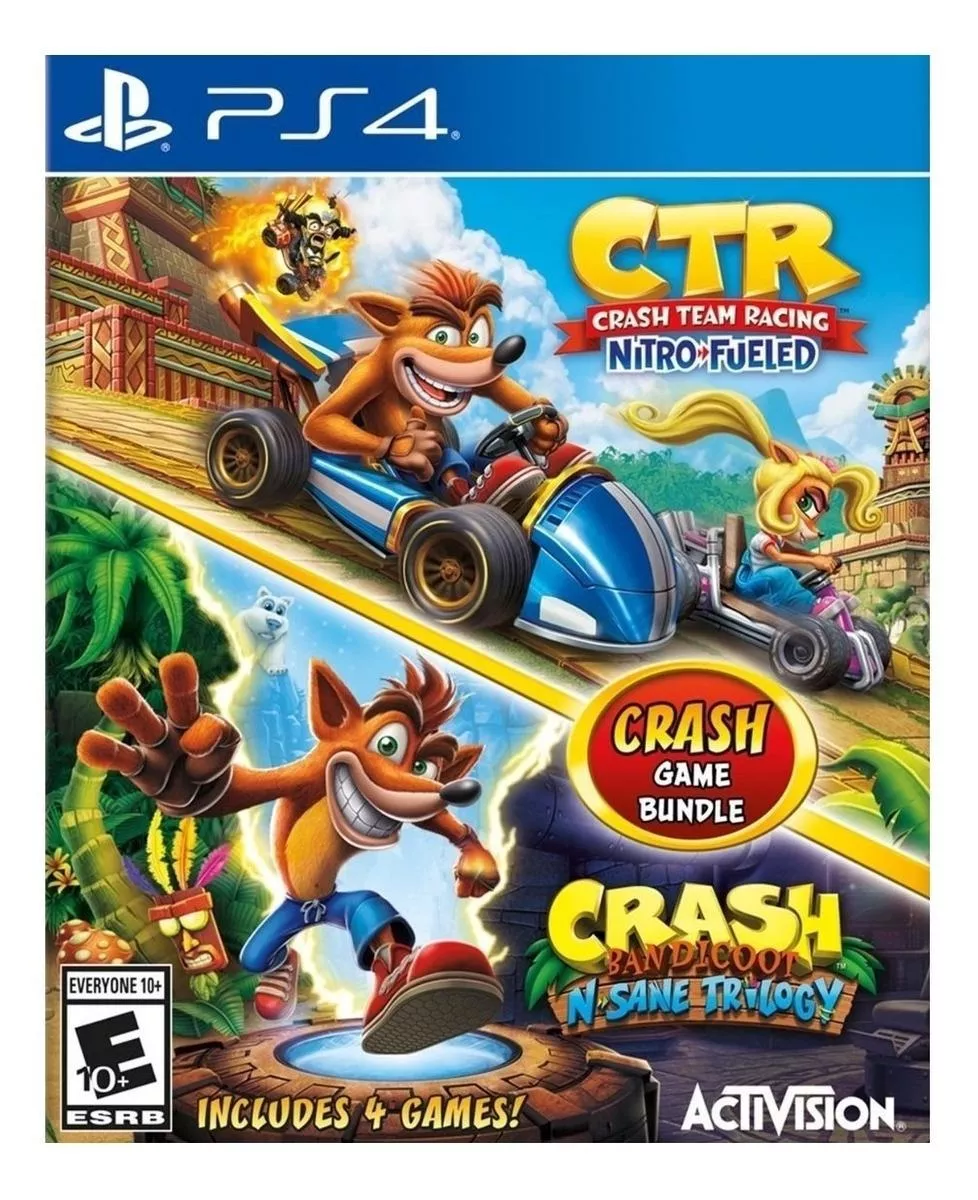 PS4
CTR
CRASH TEAM RACING
NITRO FUELED
CRASH
GAME
BUNDLE
CRASH
BANDICOOT
N SANE TRILOGY
EVERYONE 10+
E
10+
ESRB
INCLUDES 4 GAMES!
ACTIVISION